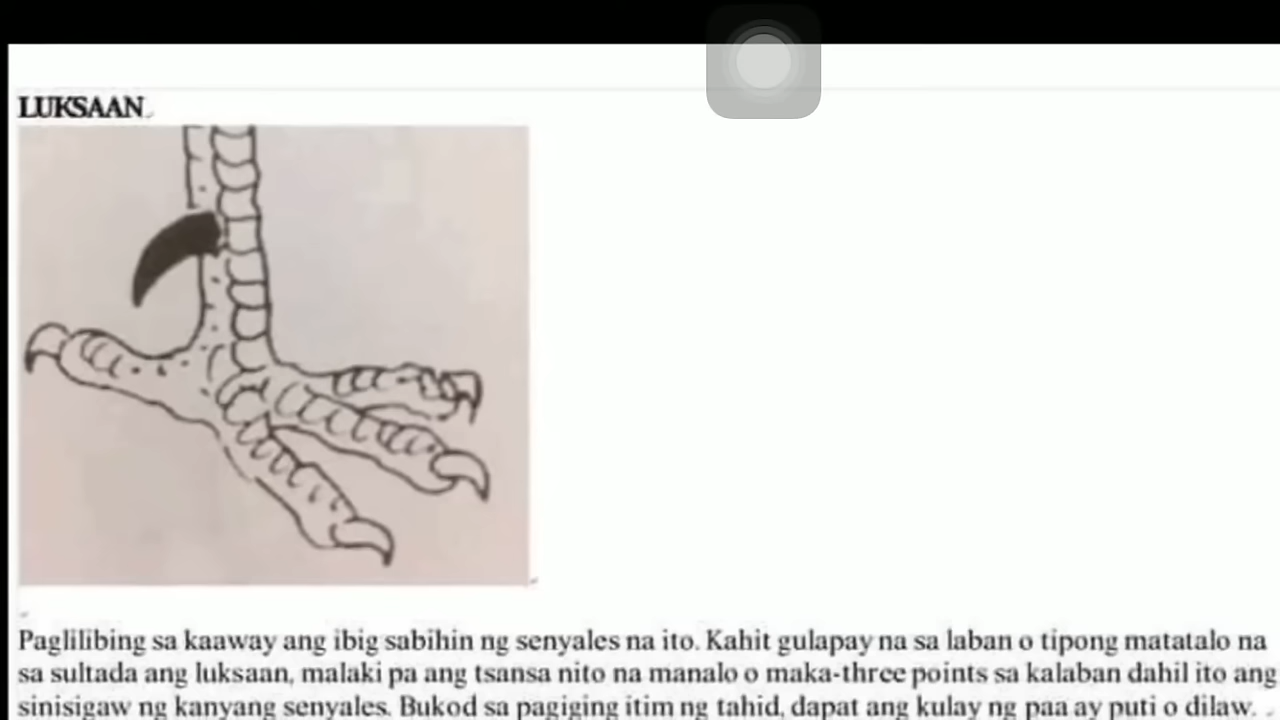 LUKSAAN
Paglilibing sa kaaway ang ibig sabihin ng senyales na ito. Kahit gulapay na sa laban o tipong matatalo na
sa sultada ang luksaan, malaki pa ang tsansa nito na manalo o maka-three points sa kalaban dahil ito ang
sinisigaw ng kanyang senyales. Bukod sa pagiging itim ng tahid, dapat ang kulay ng paa ay puti o dilaw.